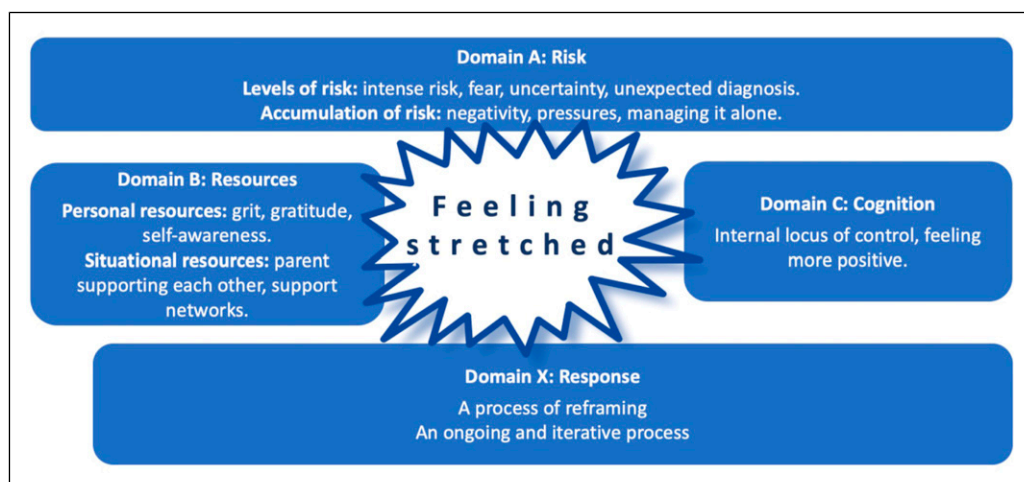 Domain A: Risk
Levels of risk: intense risk, fear, uncertainty, unexpected diagnosis.
Accumulation of risk: negativity, pressures, managing it alone.
Domain B: Resources
Personal resources: grit, gratitude,
self-awareness.
Situational resources: parent
supporting each other, support
networks.
Feeling
stretched
Domain C: Cognition
Internal locus of control, feeling
more positive.
Domain X: Response
A process of reframing
An ongoing and iterative process